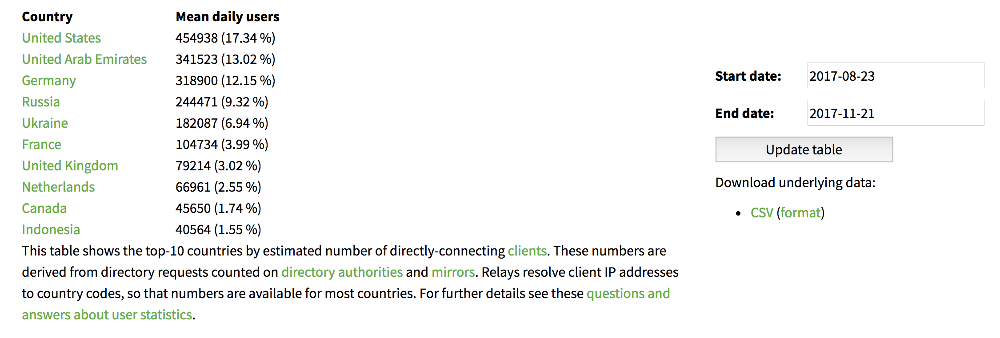 Country Mean daily users
United States 454938 (17.34 %)
United Arab Emirates 341523 (13.02 %)
Germany 318900 (12.15 %)
Russia 244471 (9.32 %)
Ukraine 182087 (6.94 %)
France 104734 (3.99 %)
United Kingdom 79214 (3.02 %)
Netherlands 66961 (2.55 %)
Canada 45650 (1.74 %)
Indonesia 40564 (1.55 %)
This table shows the top-10 countries by estimated number of directly-connecting clients. These numbers are
derived from directory requests counted on directory authorities and mirrors. Relays resolve client IP addresses
to country codes, so that numbers are available for most countries. For further details see these questions and
answers about user statistics.
Start date: 2017-08-23
End date: 2017-11-21
Update table
Download underlying data:
• CSV (format)